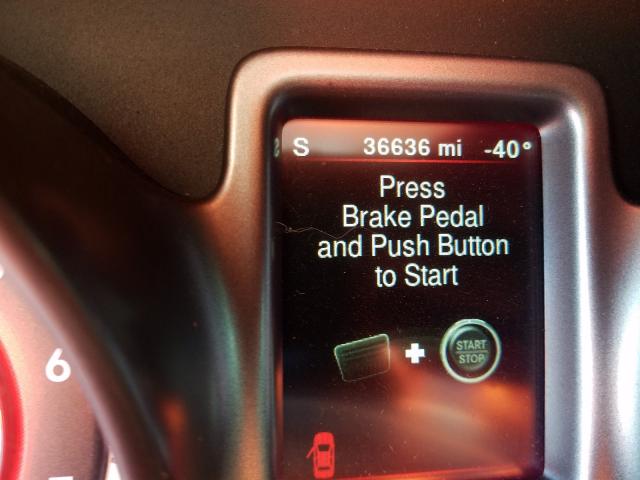 S 36636 mi -40°
Press
Brake Pedal
and Push Button
to Start
START
STOP
6